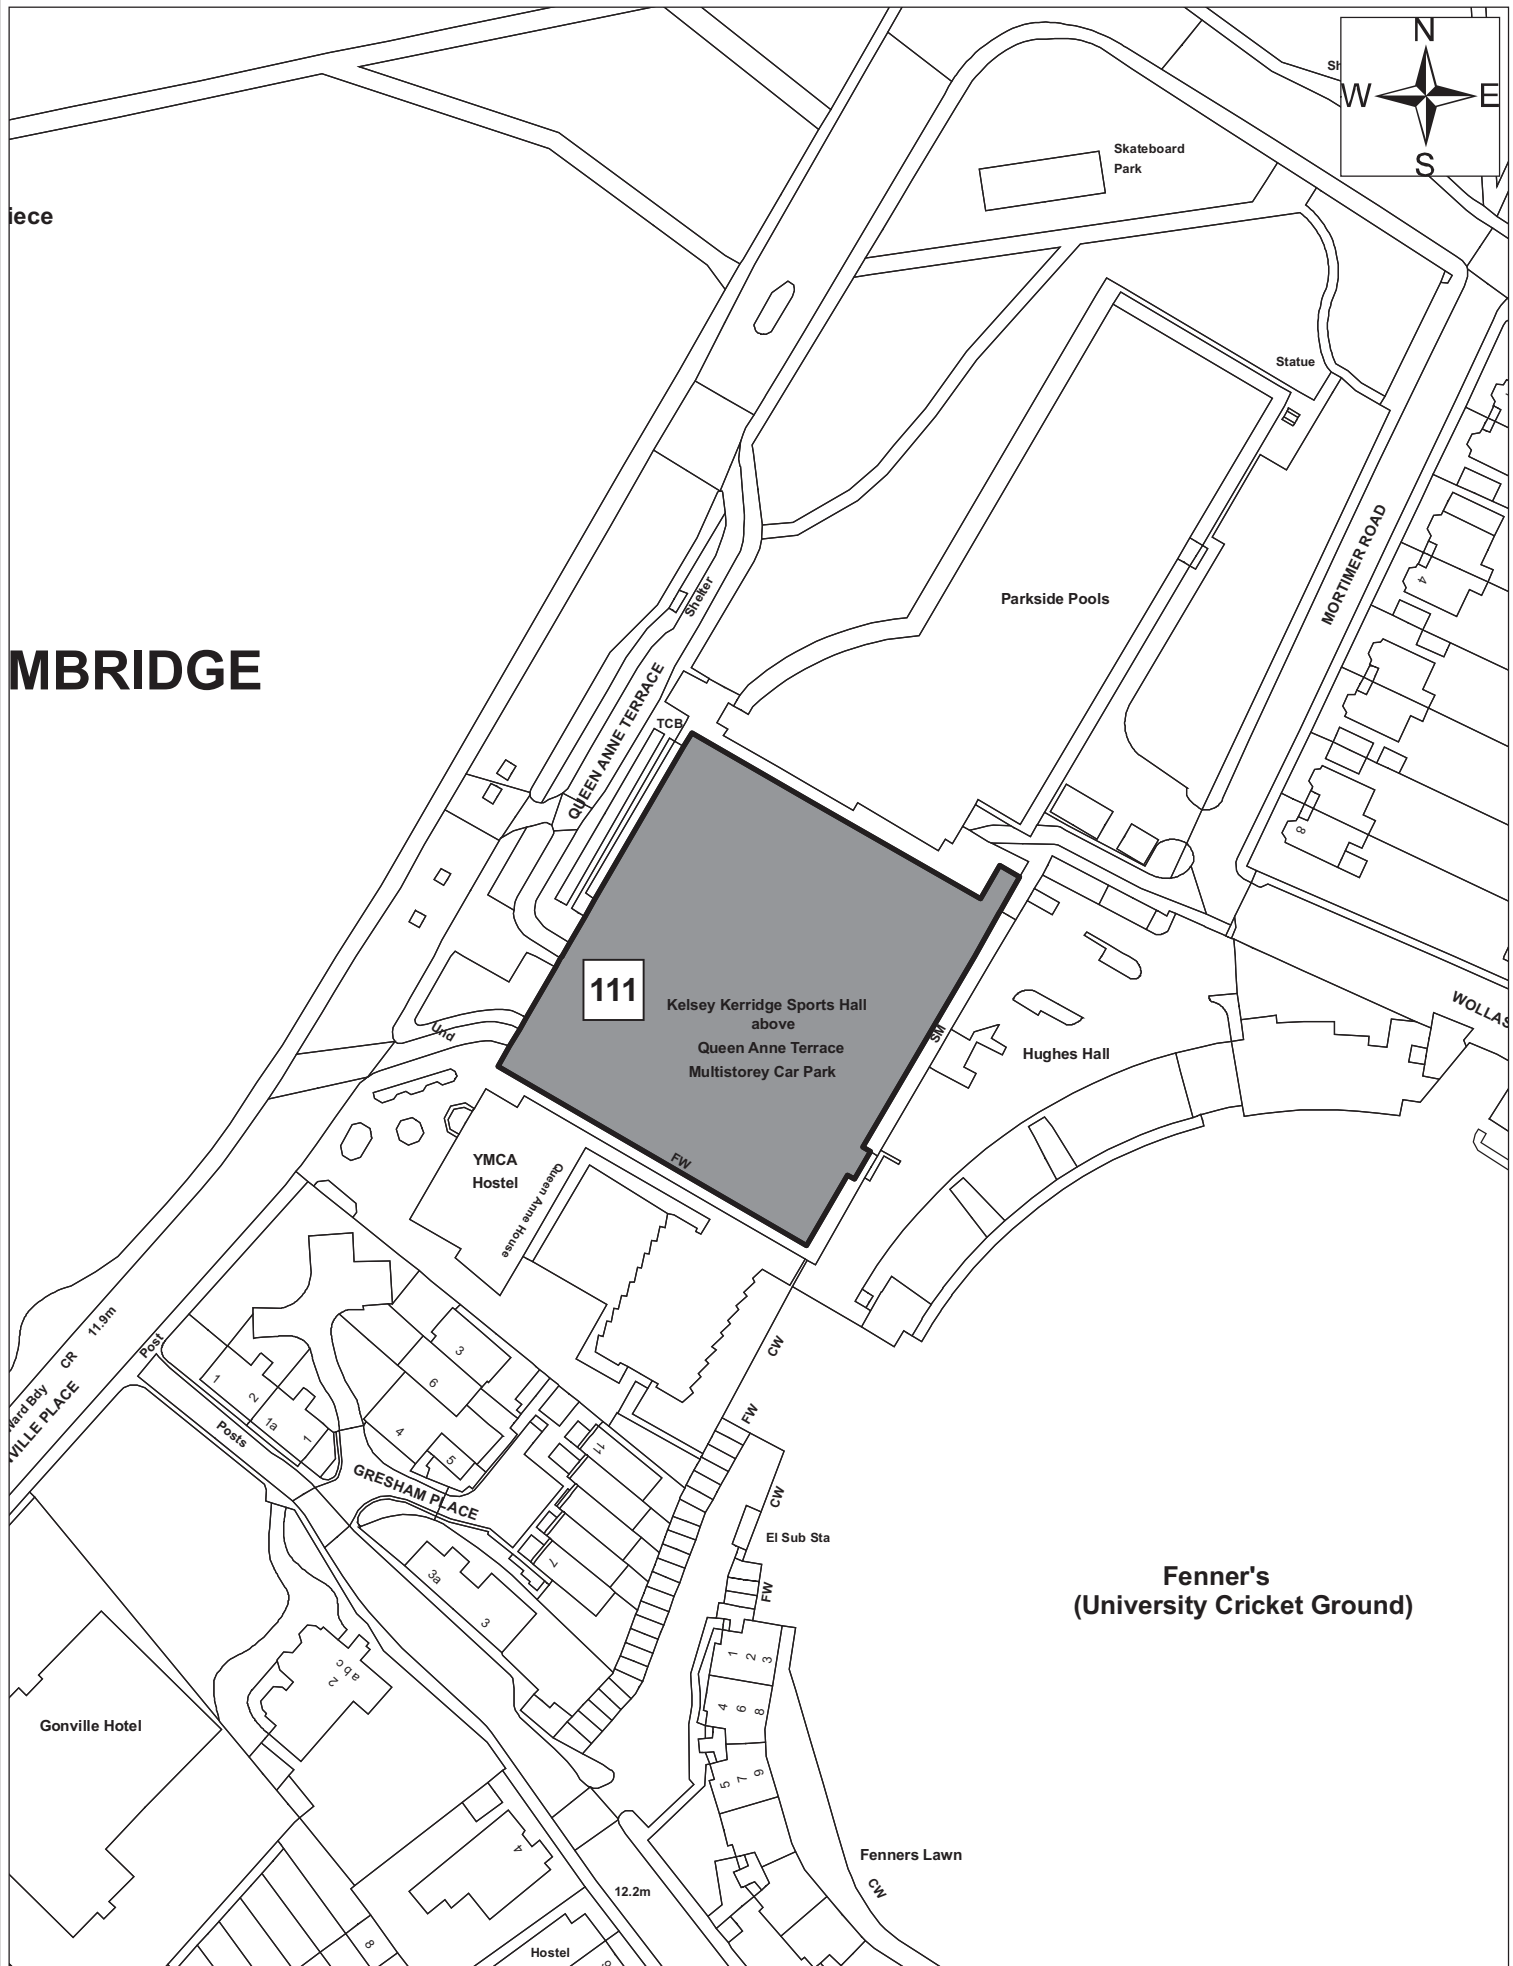 N
Sh
W
E
S
Skateboard
Park
iece
Statue
MORTIMER ROAD
4
Shelter
Parkside Pools
MBRIDGE
QUEEN ANNE TERRACE
TCB
8
111
Kelsey Kerridge Sports Hall
above
Queen Anne Terrace
Multistorey Car Park
WOLLAS
Und
SM
Hughes Hall
YMCA
Hostel
FW
Queen Anne House
11.9m
CR
Post
Ward Bdy
VILLE PLACE
CW
3
6
1
2
1a
1
Posts
4
5
FW
11
GRESHAM PLACE
CW
El Sub Sta
7
3a
3
FW
Fenner's
(University Cricket Ground)
1
2
3
abc
2
4
6
8
Gonville Hotel
5
7
9
4
Fenners Lawn
12.2m
CW
8
Hostel